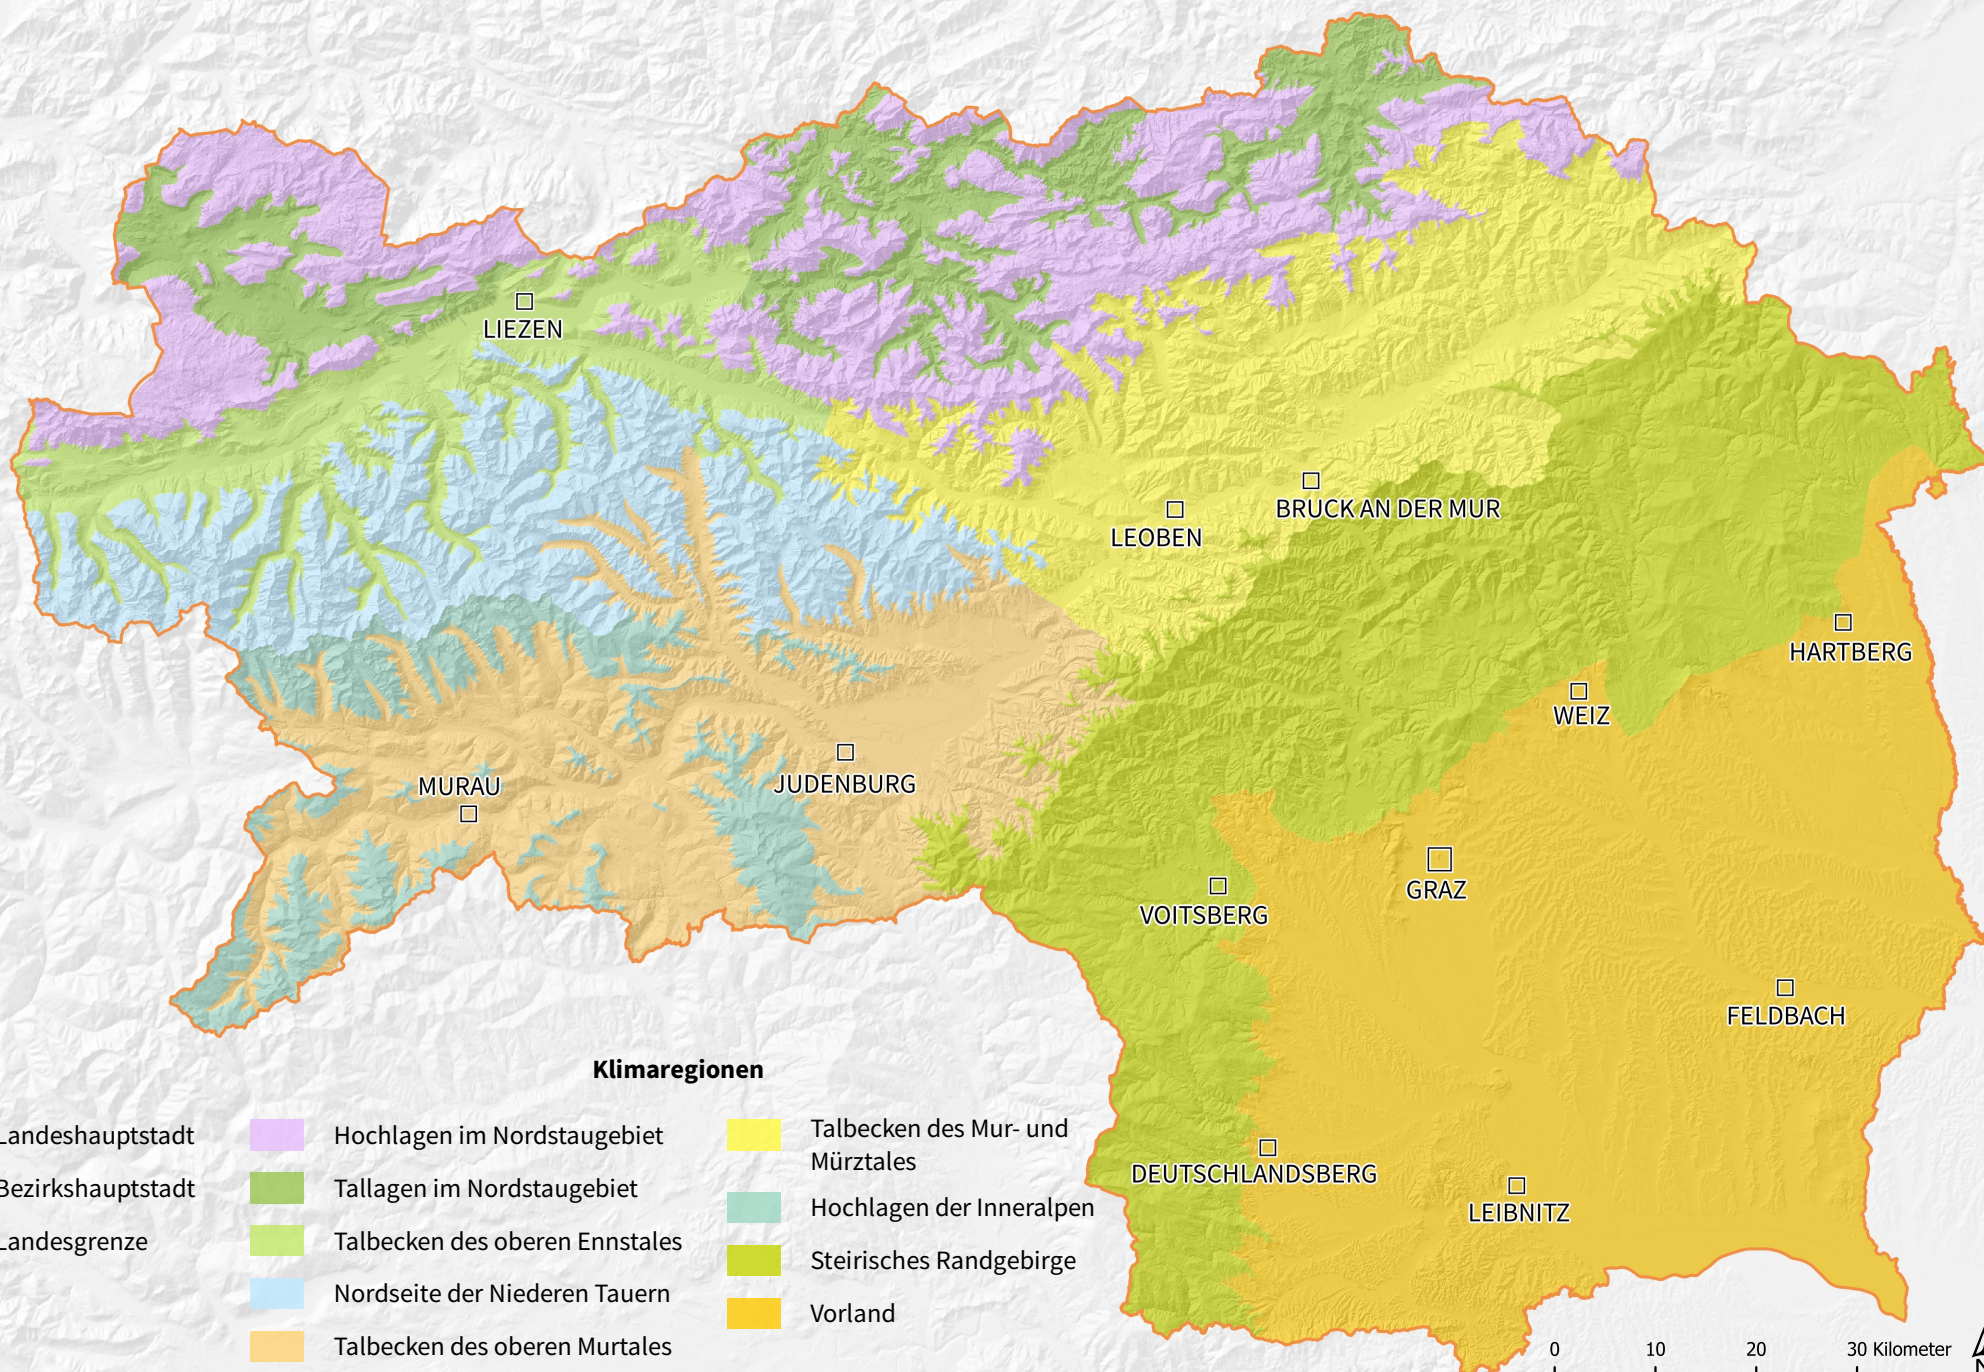 LIEZEN
BRUCK AN DER MUR
LEOBEN
HARTBERG
WEIZ
MURAU
JUDENBURG
GRAZ
VOITSBERG
FELDBACH
DEUTSCHLANDSBERG
LEIBNITZ
Klimaregionen
Landeshauptstadt
Bezirkshauptstadt
Landesgrenze
Hochlagen im Nordstaugebiet
Tallagen im Nordstaugebiet
Talbecken des oberen Ennstales
Nordseite der Niederen Tauern
Talbecken des oberen Murtales
Talbecken des Mur- und
Mürztales
Hochlagen der Inneralpen
Steirisches Randgebirge
Vorland
0 10 20 30 Kilometer